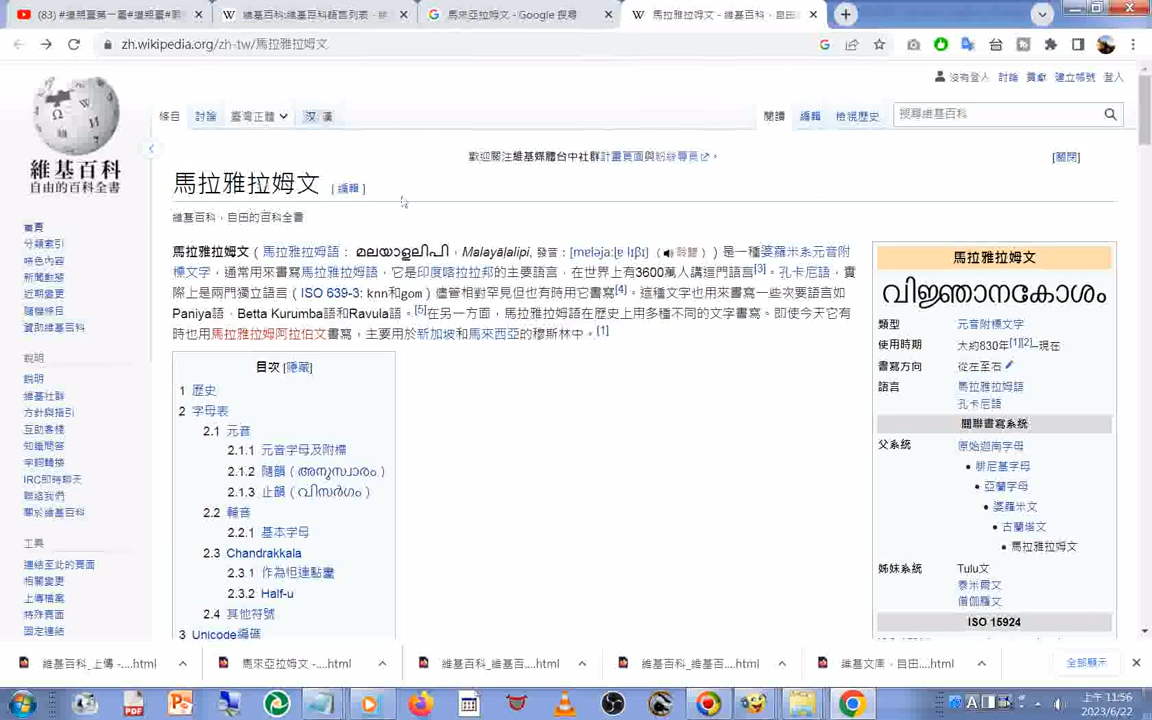 維基百科:維基百科語言列表 - 維
馬來亞拉姆文 - Google 搜尋
馬拉雅拉姆文 - 維基百科，自由
zh.wikipedia.org/zh-tw/馬拉雅拉姆文
沒有登入 討論 貢獻 建立帳號 登入
條目 討論 臺灣正體 汉 漢 閱讀 編輯 檢視歷史 搜尋維基百科
歡迎關注維基媒體台中社群計畫頁面與粉絲專頁。 [關閉]
維基百科
自由的百科全書
馬拉雅拉姆文 [編輯]
維基百科，自由的百科全書
首頁
分類索引
特色內容
新聞動態
近期變更
隨機條目
資助維基百科
說明
說明
維基社群
方針與指引
互助客棧
知識問答
字詞轉換
IRC即時聊天
聯絡我們
關於維基百科
工具
連結至此的頁面
相關變更
上傳檔案
特殊頁面
固定連結
馬拉雅拉姆文（馬拉雅拉姆語：മലയാളലിപി，Malayāḷalipi, 發音：[mɐləjaːɭɐ lɪβɪ]（聆聽））是一種婆羅米系元音附
標文字，通常用來書寫馬拉雅拉姆語，它是印度喀拉拉邦的主要語言，在世界上有3600萬人講這門語言[3]。孔卡尼語，實
際上是兩門獨立語言（ISO 639-3: knn和gom）儘管相對罕見但也有時用它書寫[4]。這種文字也用來書寫一些次要語言如
Paniya語、Betta Kurumba語和Ravula語。[5]在另一方面，馬拉雅拉姆語在歷史上用多種不同的文字書寫。即使今天它有
時也用馬拉雅拉姆阿拉伯文書寫，主要用於新加坡和馬來西亞的穆斯林中。[1]
目次 [隱藏]
1 歷史
2 字母表
2.1 元音
2.1.1 元音字母及附標
2.1.2 隨韻（അനുസ്വാരം）
2.1.3 止韻（വിസർഗം）
2.2 輔音
2.2.1 基本字母
2.3 Chandrakkala
2.3.1 作為怛達點畫
2.3.2 Half-u
2.4 其他符號
3 Unicode編碼
馬拉雅拉姆文
വിജ്ഞാനകോശം
類型 元音附標文字
使用時期 大約830年[1][2]–現在
書寫方向 從左至右
語言 馬拉雅拉姆語
孔卡尼語
關聯書寫系統
父系統 原始迦南字母
腓尼基字母
亞蘭字母
婆羅米文
古蘭塔文
馬拉雅拉姆文
姊妹系統 Tulu文
泰米爾文
僧伽羅文
ISO 15924
維基百科_上傳 -....html
馬來亞拉姆文 -....html
維基百科_維基百....html
維基百科_維基百....html
維基文庫，自由....html
全部顯示
上午 11:56
2023/6/22